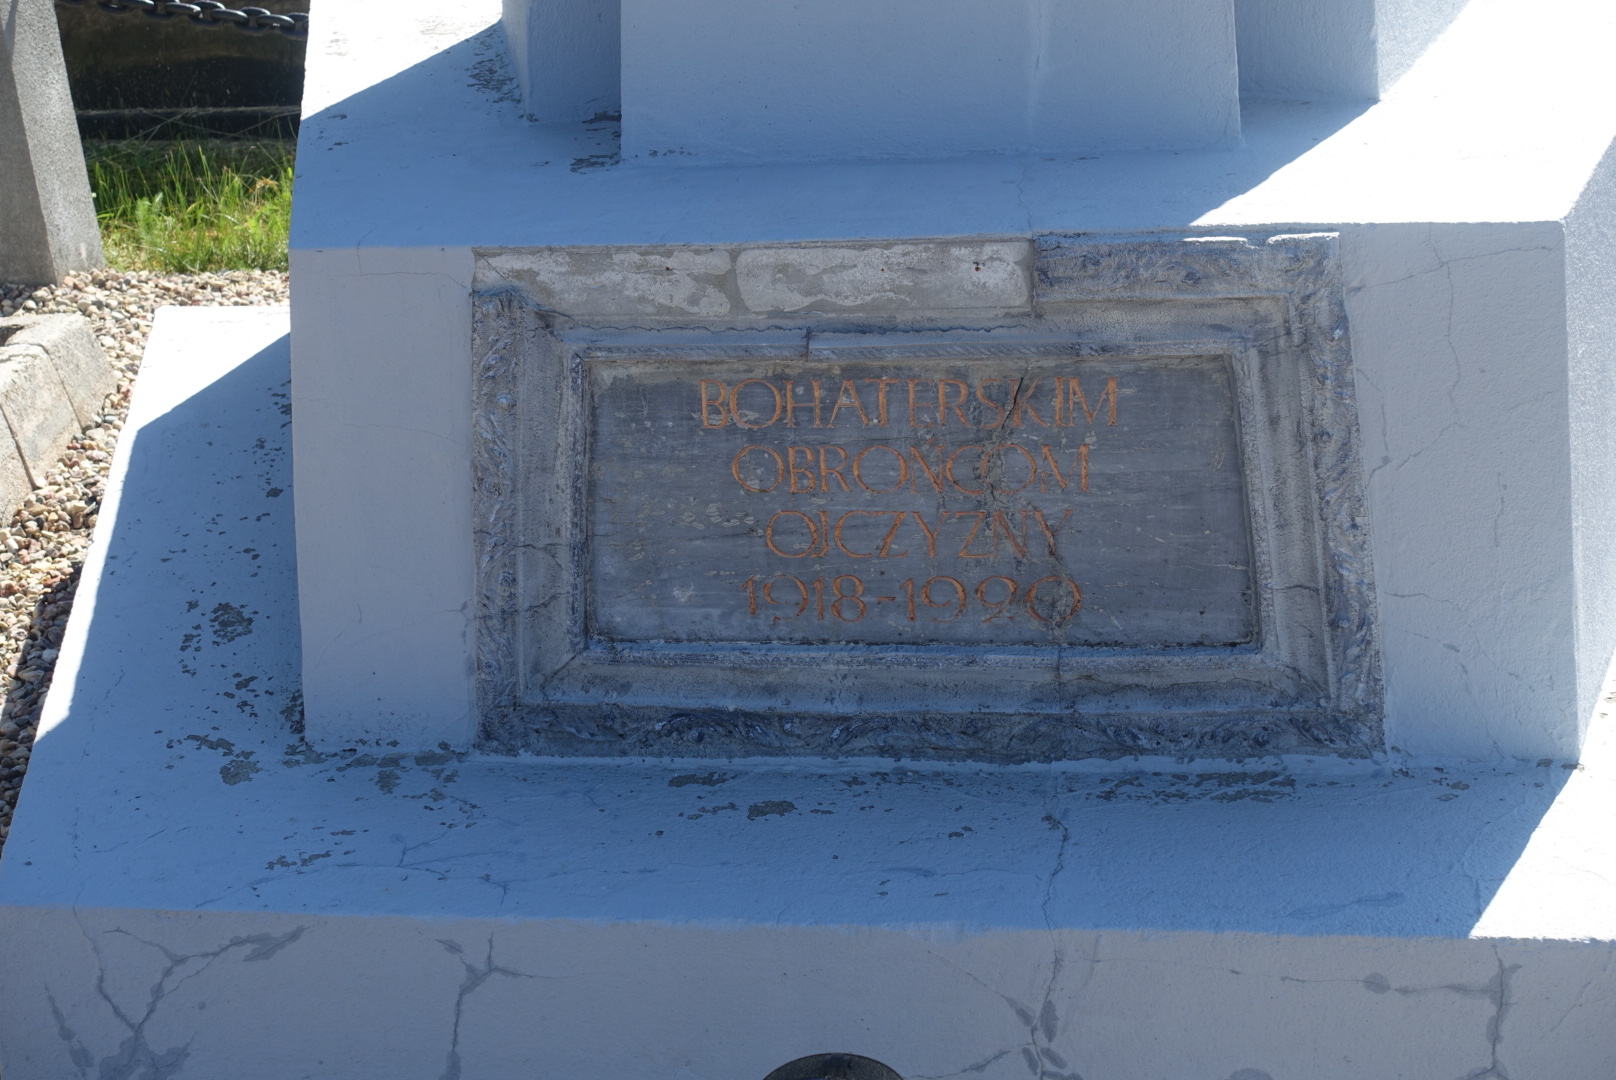 BOHATERSKIM
OBROŃCOM
OJCZYZNY
1918-1920